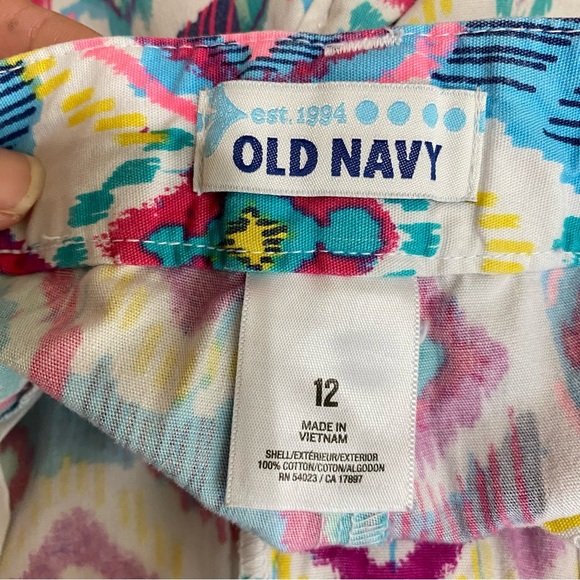 est. 1994
OLD NAVY
12
MADE IN
VIETNAM
SHELL/EXTÉRIEUR/EXTERIOR
100% COTTON/COTON/ALGODON
RN 54023 / CA 17897